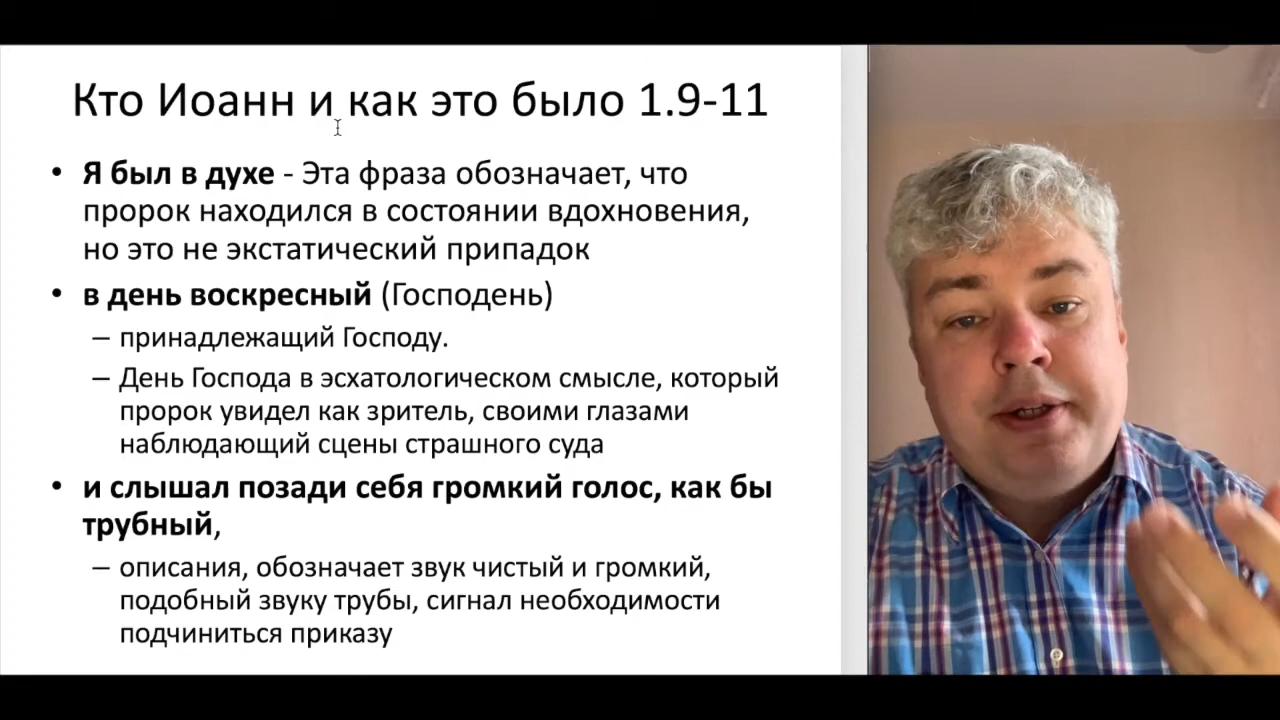 Кто Иоанн и как это было 1.9-11
• Я был в духе - Эта фраза обозначает, что
пророк находился в состоянии вдохновения,
но это не экстатический припадок
• в день воскресный (Господень)
– принадлежащий Господу.
– День Господа в эсхатологическом смысле, который
пророк увидел как зритель, своими глазами
наблюдающий сцены страшного суда
• и слышал позади себя громкий голос, как бы
трубный,
– описания, обозначает звук чистый и громкий,
подобный звуку трубы, сигнал необходимости
подчиниться приказу